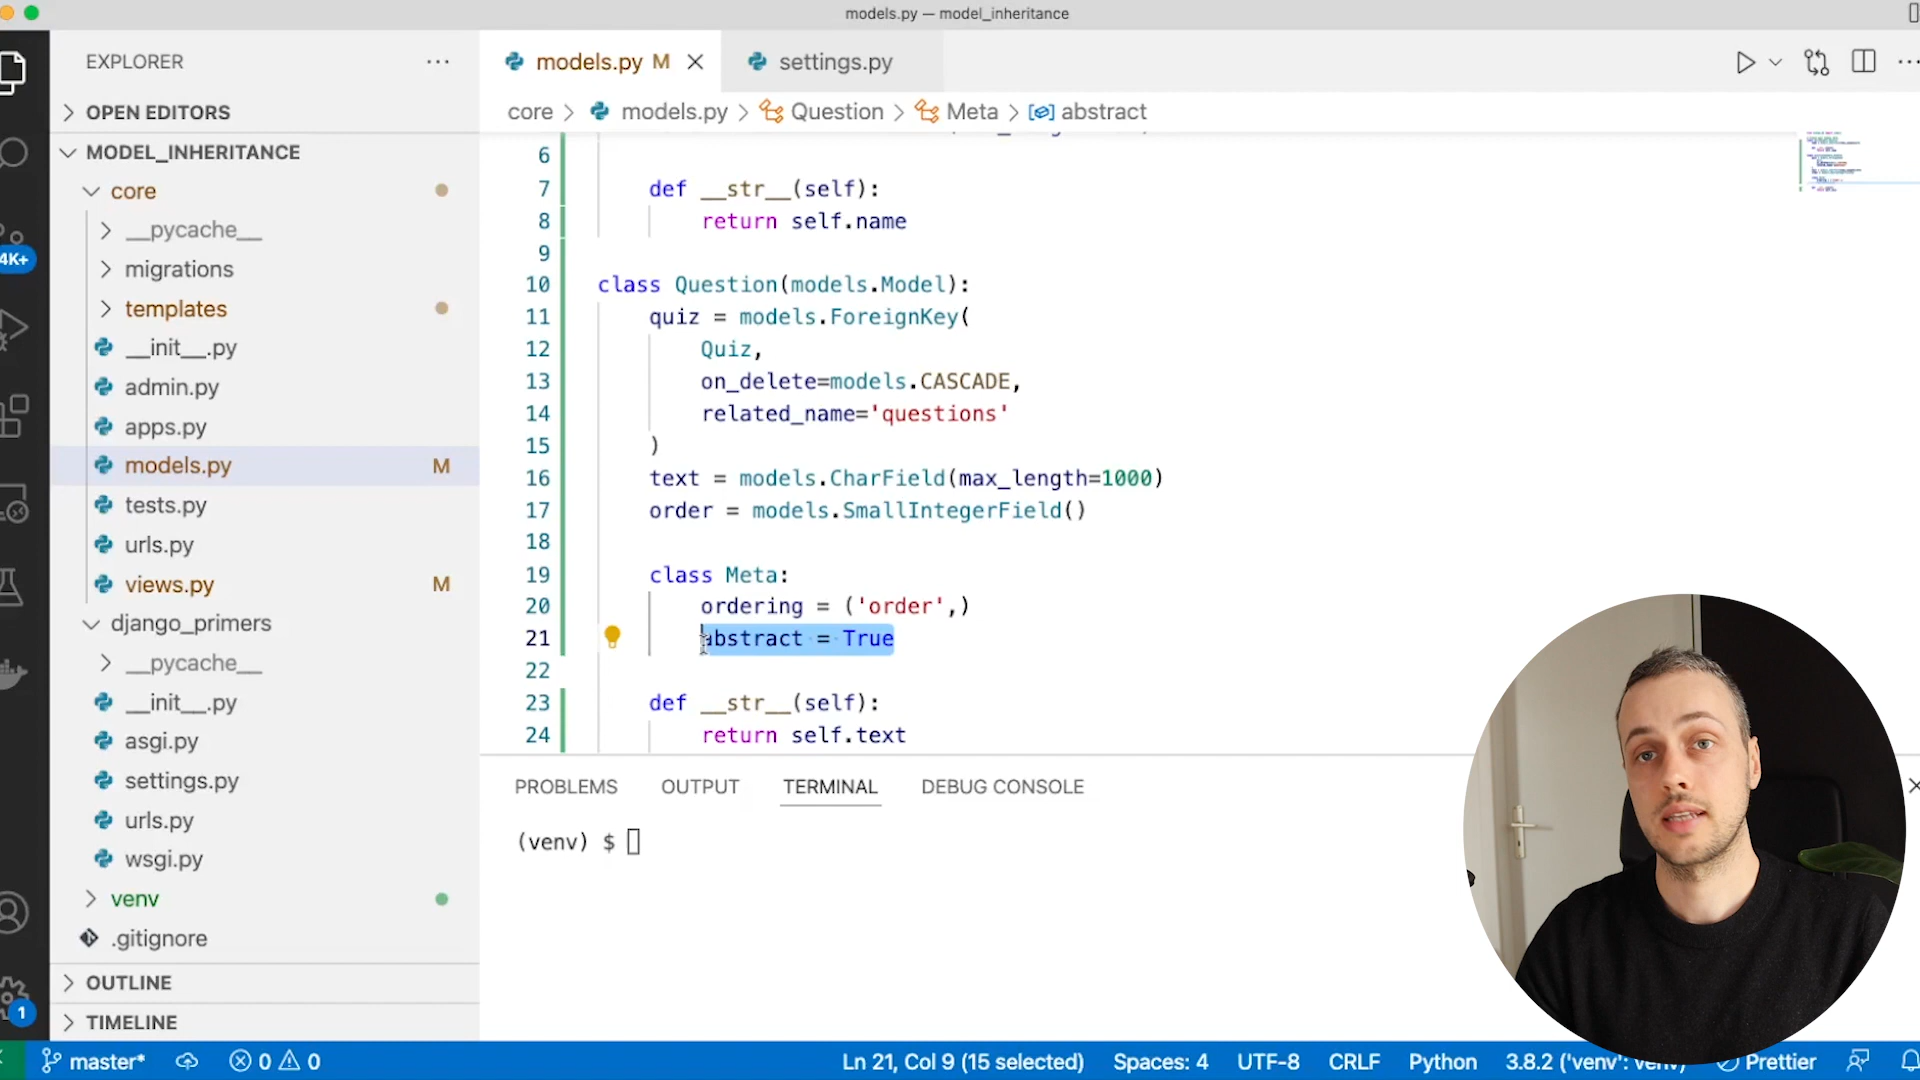 models.py — model_inheritance
EXPLORER
OPEN EDITORS
MODEL_INHERITANCE
core
__pycache__
migrations
templates
__init__.py
admin.py
apps.py
models.py M
tests.py
urls.py
views.py M
django_primers
__pycache__
__init__.py
asgi.py
settings.py
urls.py
wsgi.py
venv
.gitignore
OUTLINE
TIMELINE
4K+
1
models.py M
settings.py
core > models.py > Question > Meta > abstract
6
7 def __str__(self):
8 return self.name
9
10 class Question(models.Model):
11 quiz = models.ForeignKey(
12 Quiz,
13 on_delete=models.CASCADE,
14 related_name='questions'
15 )
16 text = models.CharField(max_length=1000)
17 order = models.SmallIntegerField()
18
19 class Meta:
20 ordering = ('order',)
21 abstract = True
22
23 def __str__(self):
24 return self.text
PROBLEMS OUTPUT TERMINAL DEBUG CONSOLE
(venv) $
master* 0 0 Ln 21, Col 9 (15 selected) Spaces: 4 UTF-8 CRLF Python 3.8.2 ('venv': venv) Prettier